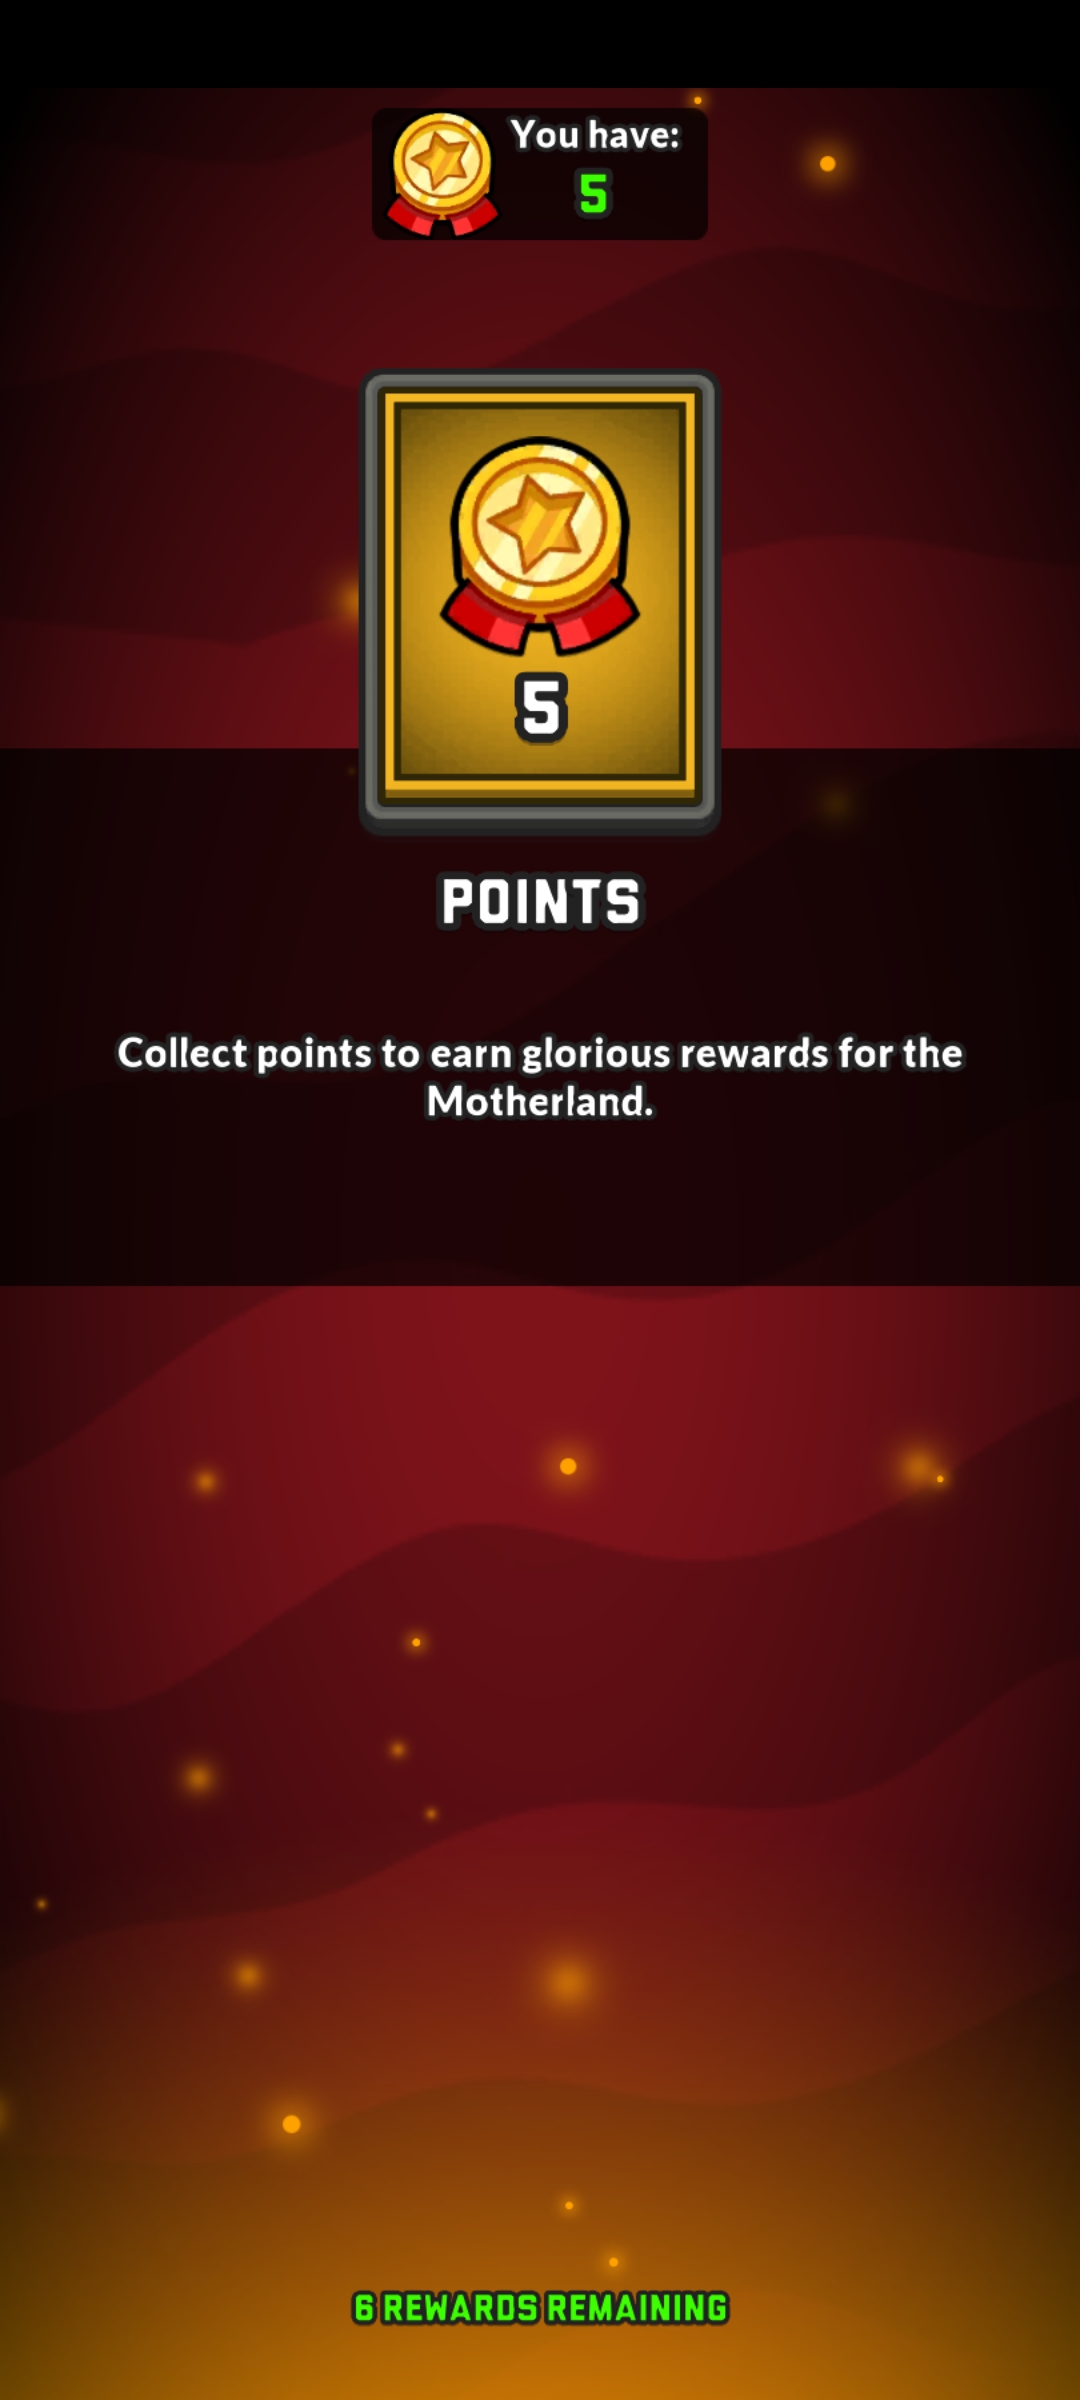 You have:
5
5
POINTS
Collect points to earn glorious rewards for the
Motherland.
6 REWARDS REMAINING